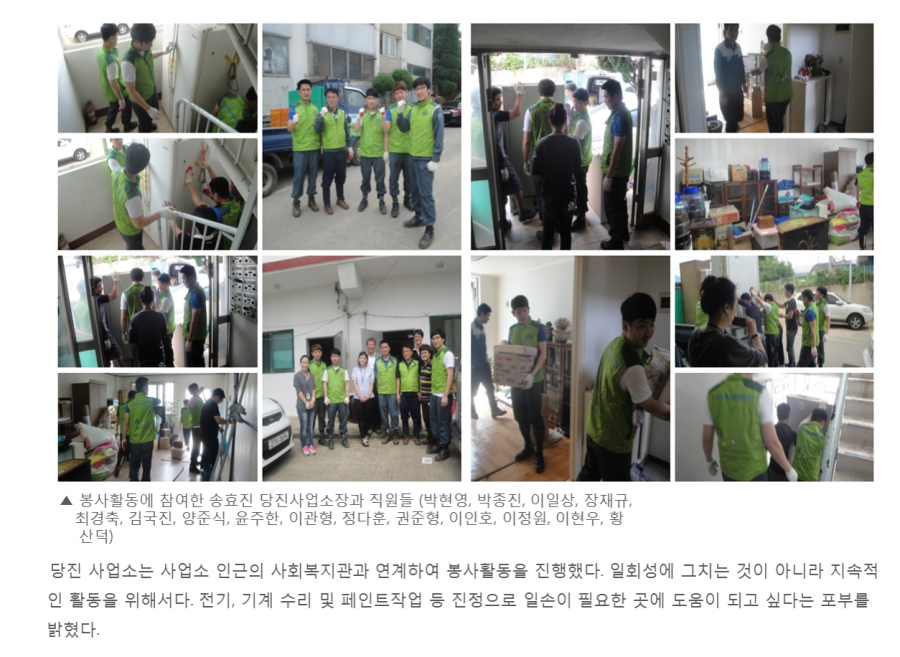 ▲ 봉사활동에 참여한 송효진 당진사업소장과 직원들 (박현영, 박종진, 이일상, 장재규,
최경축, 김국진, 양준식, 윤주한, 이관형, 정다훈, 권준형, 이인호, 이정원, 이현우, 황
산덕)
당진 사업소는 사업소 인근의 사회복지관과 연계하여 봉사활동을 진행했다. 일회성에 그치는 것이 아니라 지속적
인 활동을 위해서다. 전기, 기계 수리 및 페인트작업 등 진정으로 일손이 필요한 곳에 도움이 되고 싶다는 포부를
밝혔다.